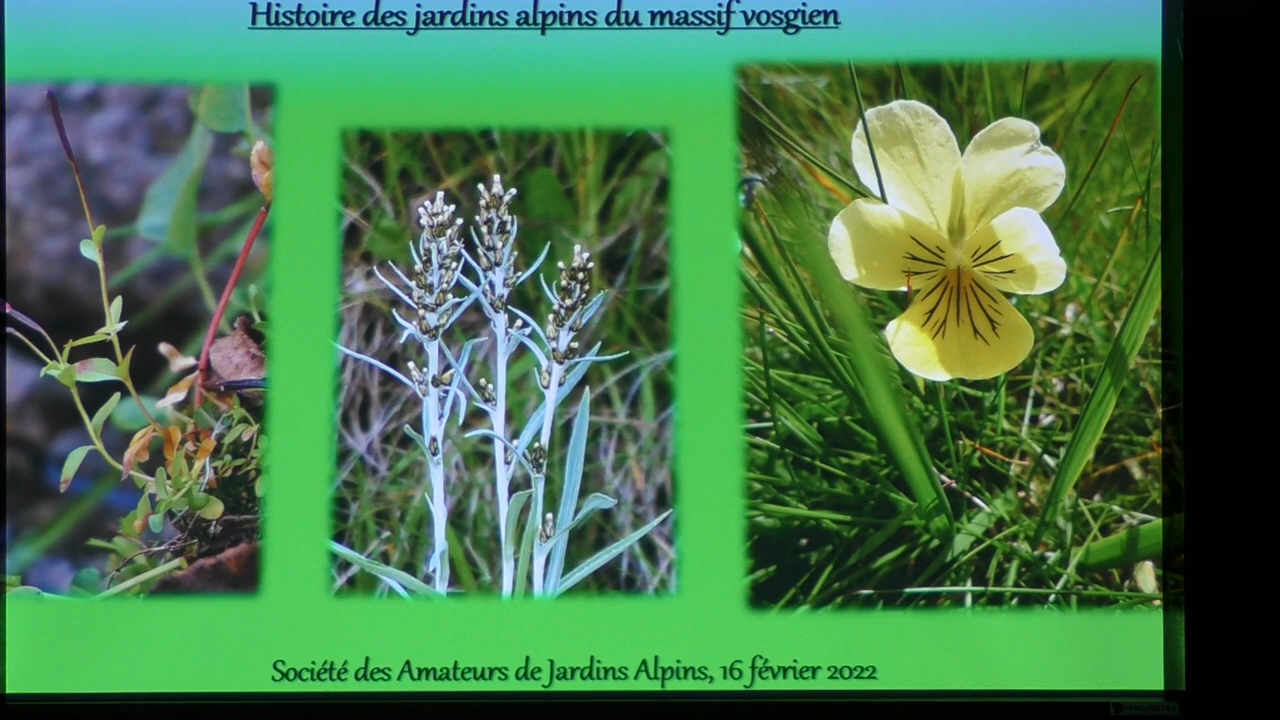 Histoire des jardins alpins du massif vosgien
Société des Amateurs de Jardins Alpins, 16 février 2022